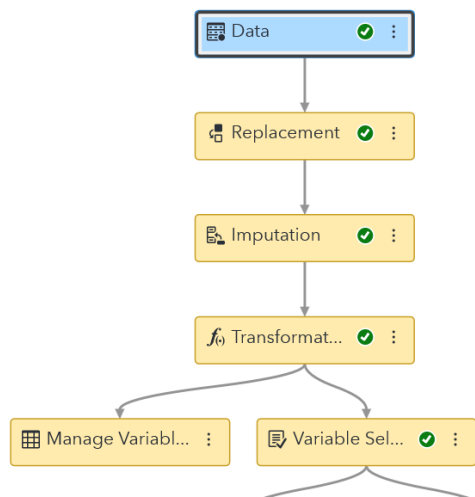 Data
Replacement
Imputation
Transformat...
Manage Variabl...
Variable Sel...